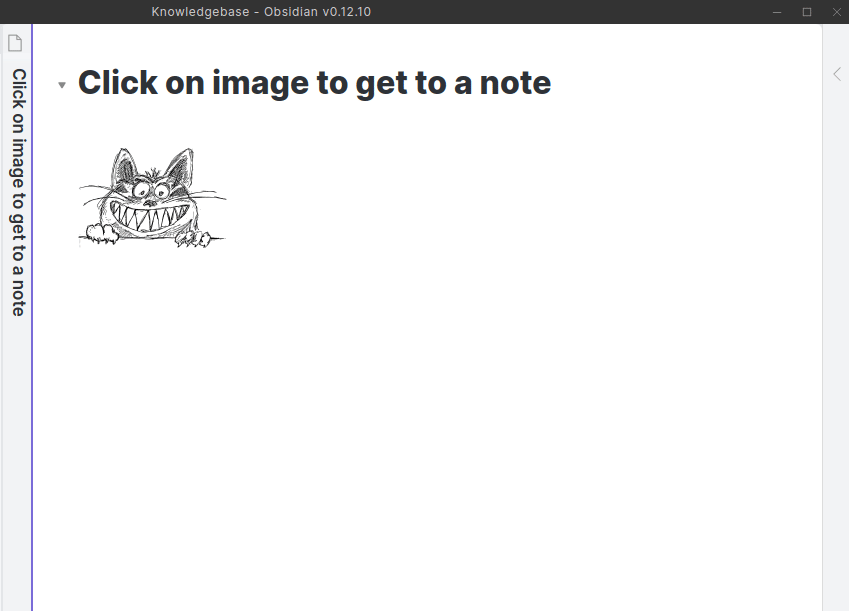 Knowledgebase - Obsidian v0.12.10
Click on image to get to a note
Click on image to get to a note